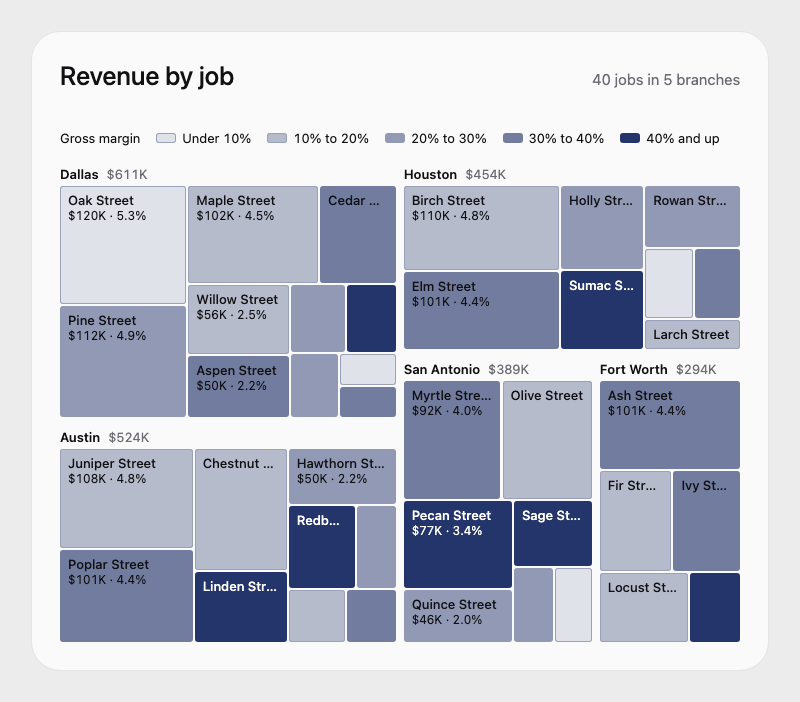 Revenue by job
40 jobs in 5 branches
Gross margin
Under 10%
10% to 20%
20% to 30%
30% to 40%
40% and up
Dallas $611K
Oak Street
$120K · 5.3%
Maple Street
$102K · 4.5%
Cedar ...
Pine Street
$112K · 4.9%
Willow Street
$56K · 2.5%
Aspen Street
$50K · 2.2%
Houston $454K
Birch Street
$110K · 4.8%
Holly Str...
Rowan Str...
Elm Street
$101K · 4.4%
Sumac S...
Larch Street
Austin $524K
Juniper Street
$108K · 4.8%
Chestnut ...
Hawthorn St...
$50K · 2.2%
Redb...
Poplar Street
$101K · 4.4%
Linden Str...
San Antonio $389K
Myrtle Stre...
$92K · 4.0%
Olive Street
Pecan Street
$77K · 3.4%
Sage St...
Quince Street
$46K · 2.0%
Fort Worth $294K
Ash Street
$101K · 4.4%
Fir Str...
Ivy St...
Locust St...